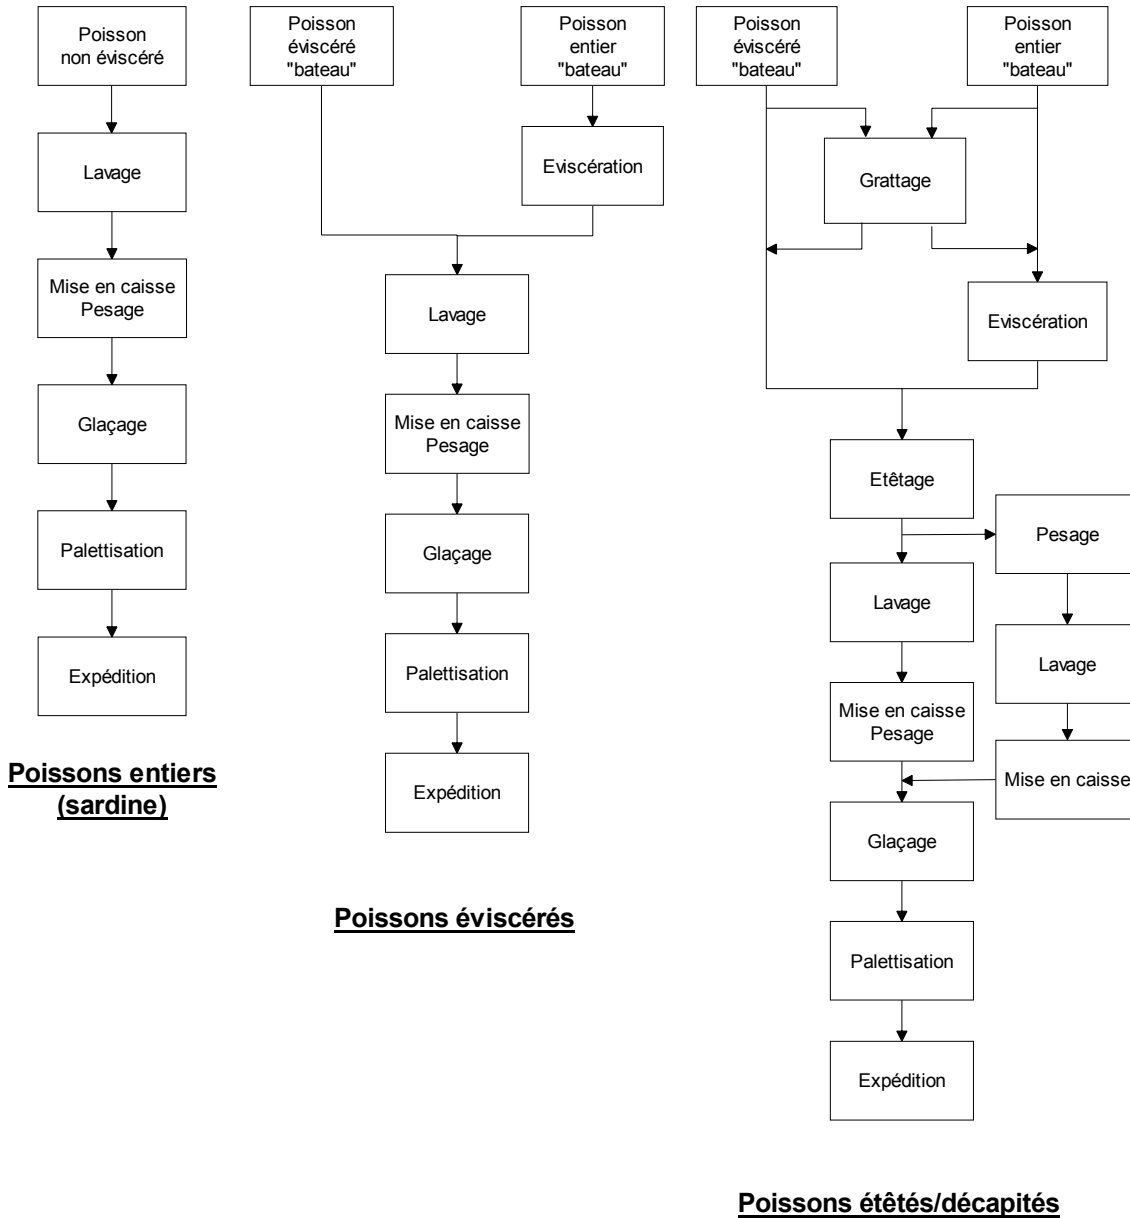 Poisson
non éviscéré
Lavage
Mise en caisse
Pesage
Glaçage
Palettisation
Expédition
Poissons entiers
(sardine)
Poisson
éviscéré
"bateau"
Poisson
entier
"bateau"
Eviscération
Lavage
Mise en caisse
Pesage
Glaçage
Palettisation
Expédition
Poissons éviscérés
Poisson
éviscéré
"bateau"
Poisson
entier
"bateau"
Grattage
Eviscération
Etêtage
Pesage
Lavage
Lavage
Mise en caisse
Pesage
Mise en caisse
Glaçage
Palettisation
Expédition
Poissons étêtés/décapités